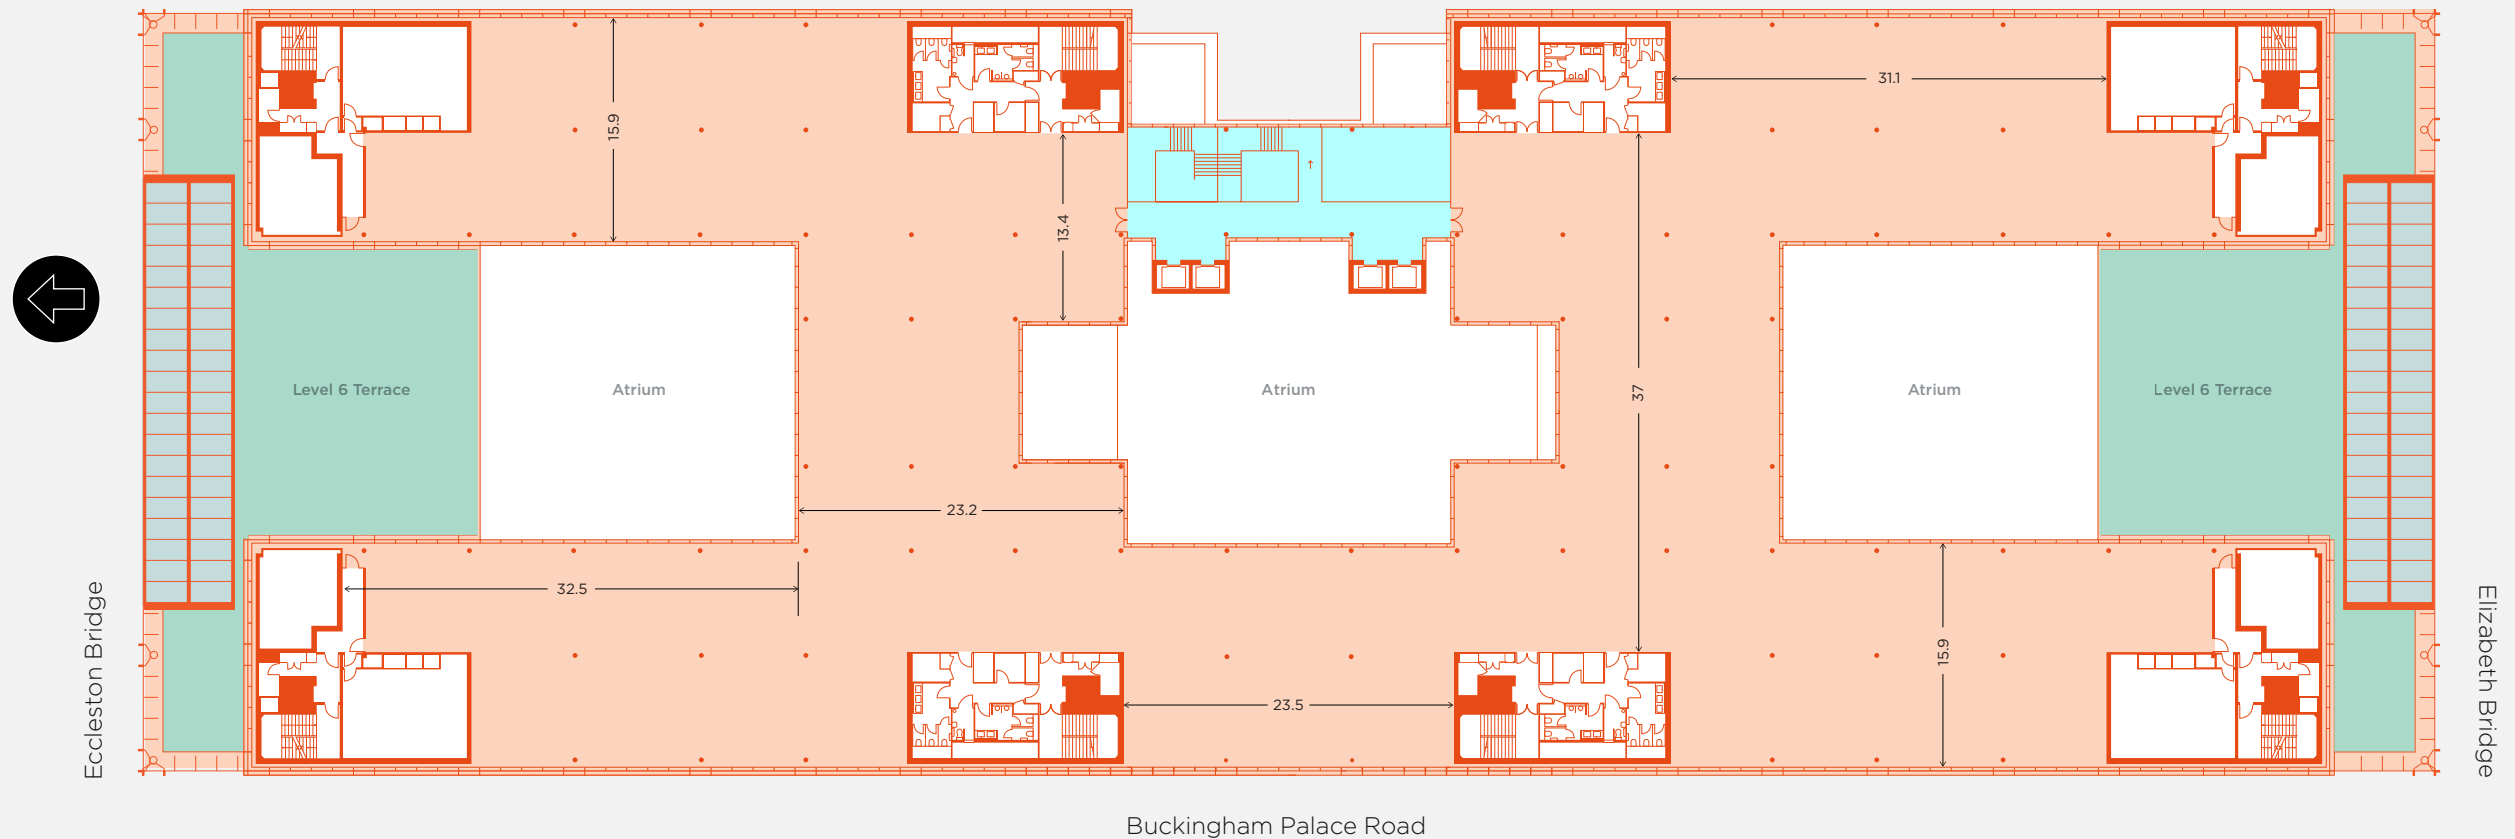 31.1
15.9
13.4
Level 6 Terrace
Atrium
Atrium
37
Atrium
Level 6 Terrace
23.2
32.5
15.9
23.5
Eccleston Bridge
Elizabeth Bridge
Buckingham Palace Road